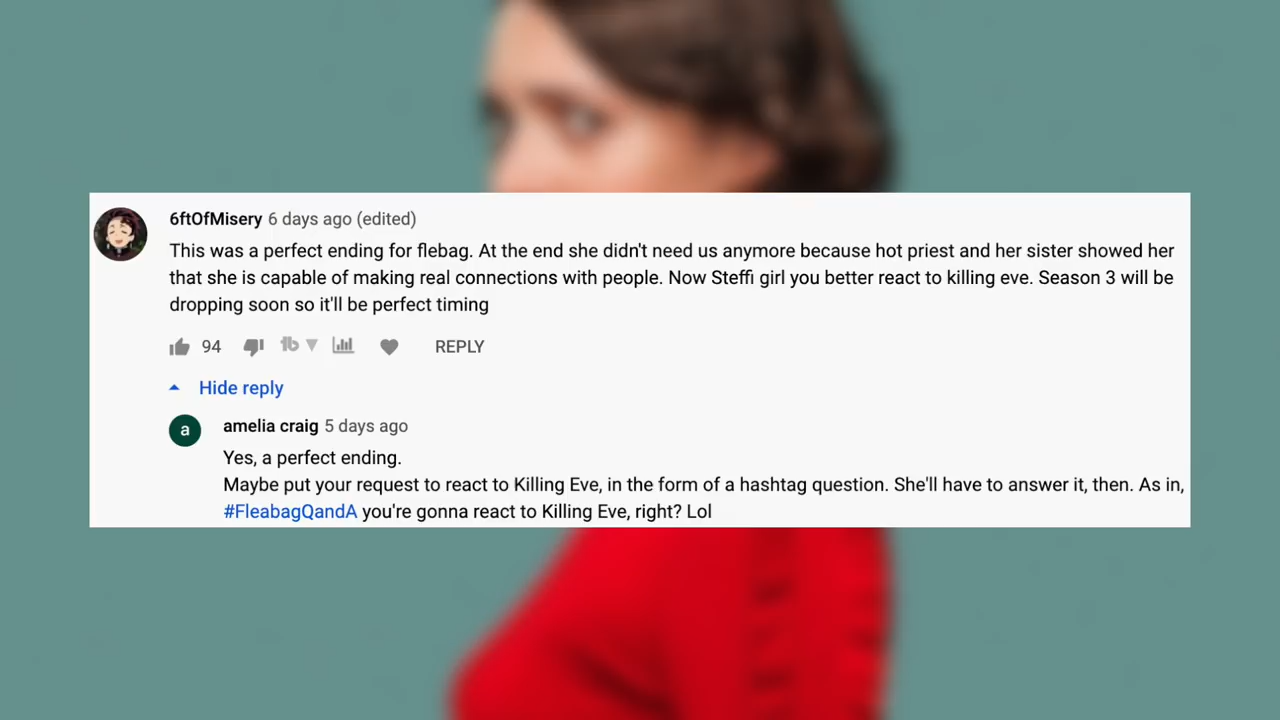 6ftOfMisery 6 days ago (edited)
This was a perfect ending for flebag. At the end she didn't need us anymore because hot priest and her sister showed her
that she is capable of making real connections with people. Now Steffi girl you better react to killing eve. Season 3 will be
dropping soon so it'll be perfect timing
94 tb REPLY
Hide reply
a
amelia craig 5 days ago
Yes, a perfect ending.
Maybe put your request to react to Killing Eve, in the form of a hashtag question. She'll have to answer it, then. As in,
#FleabagQandA you're gonna react to Killing Eve, right? Lol